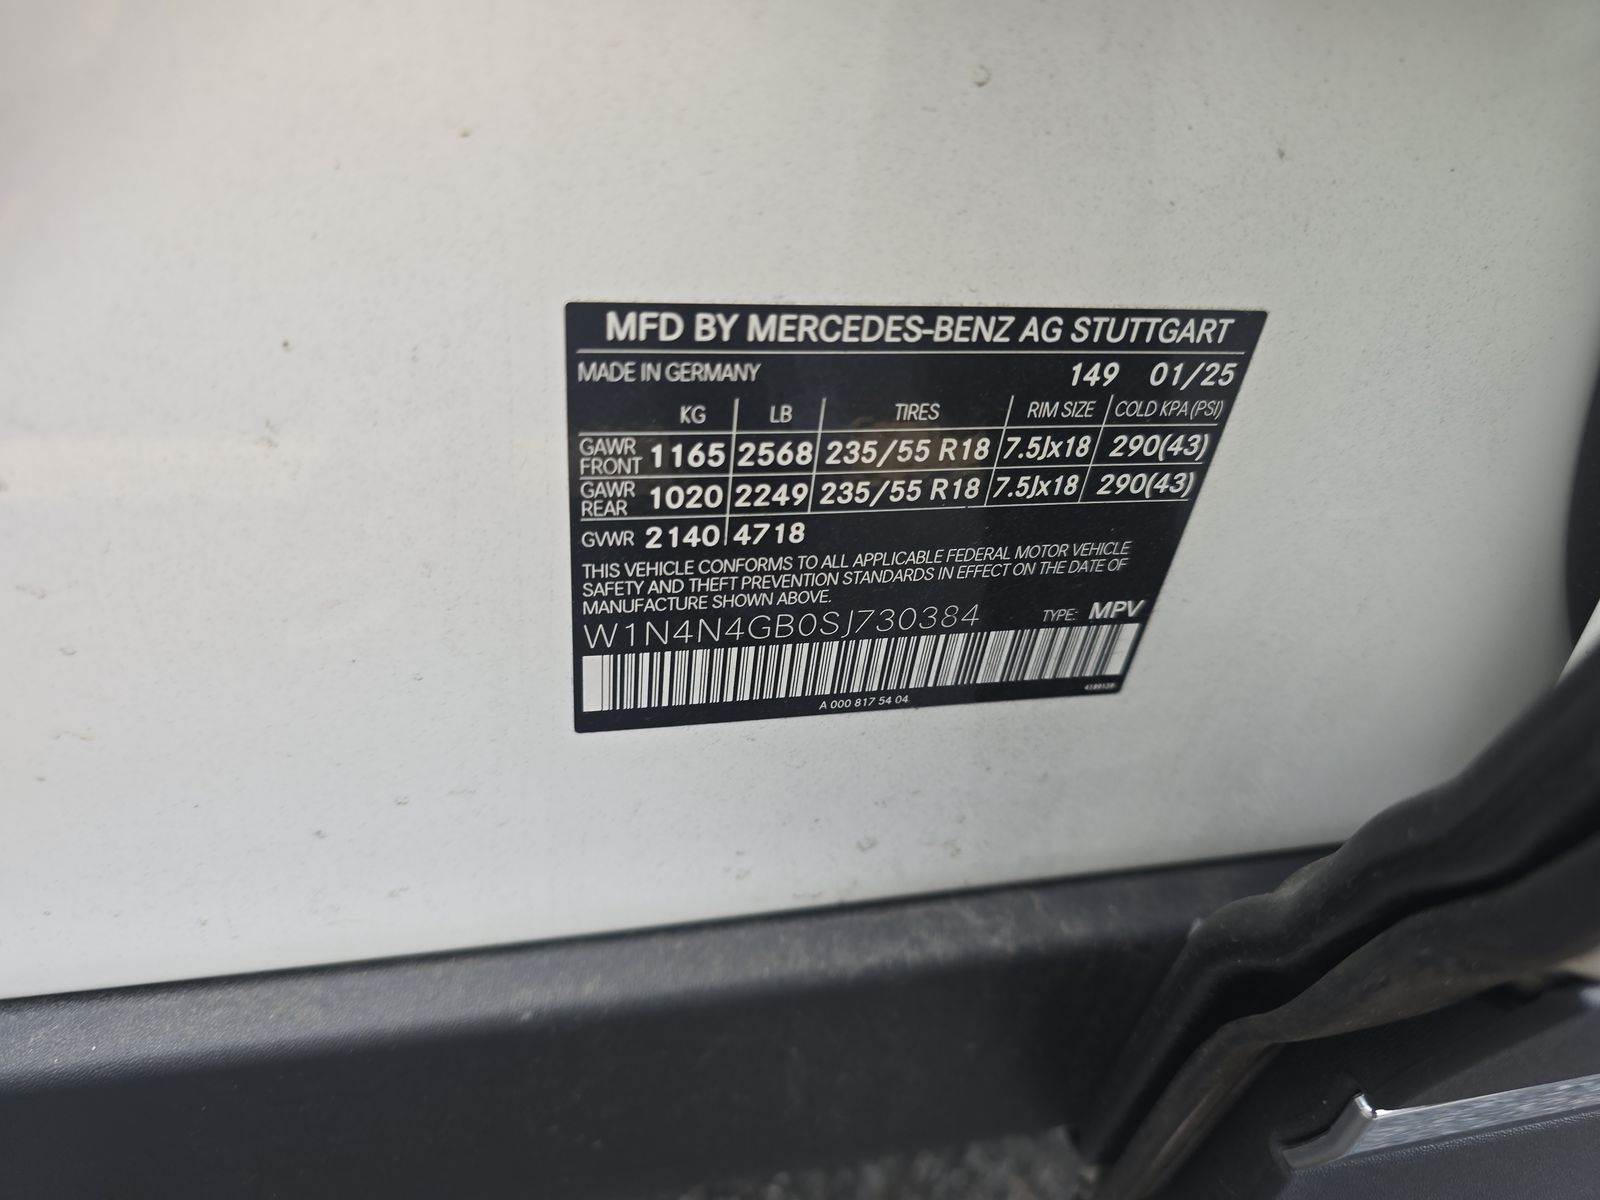 MFD BY MERCEDES-BENZ AG STUTTGART
MADE IN GERMANY 149 01/25
KG LB TIRES RIM SIZE COLD KPA (PSI)
GAWR FRONT 1165 2568 235/55 R18 7.5Jx18 290(43)
GAWR REAR 1020 2249 235/55 R18 7.5Jx18 290(43)
GVWR 2140 4718
THIS VEHICLE CONFORMS TO ALL APPLICABLE FEDERAL MOTOR VEHICLE
SAFETY AND THEFT PREVENTION STANDARDS IN EFFECT ON THE DATE OF
MANUFACTURE SHOWN ABOVE.
W1N4N4GB0SJ730384 TYPE: MPV
A 000 817 54 04